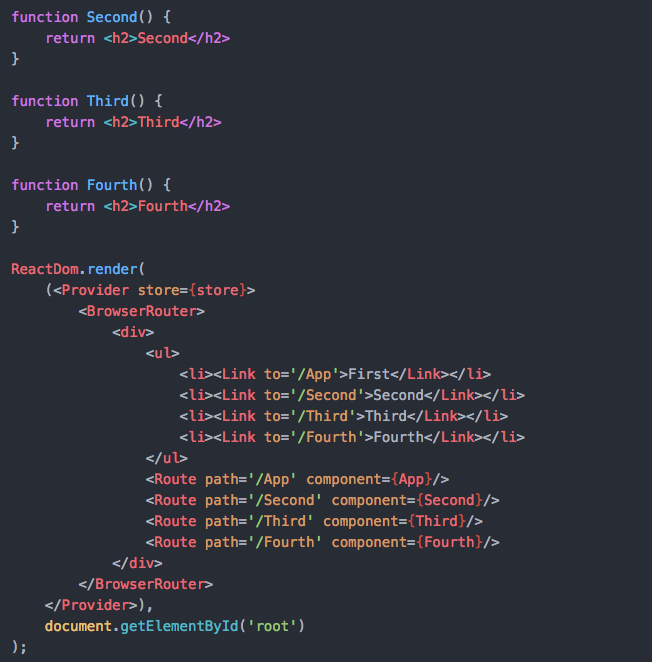 function Second() {
    return <h2>Second</h2>
}

function Third() {
    return <h2>Third</h2>
}

function Fourth() {
    return <h2>Fourth</h2>
}

ReactDom.render(
    (<Provider store={store}>
        <BrowserRouter>
            <div>
                <ul>
                    <li><Link to='/App'>First</Link></li>
                    <li><Link to='/Second'>Second</Link></li>
                    <li><Link to='/Third'>Third</Link></li>
                    <li><Link to='/Fourth'>Fourth</Link></li>
                </ul>
                <Route path='/App' component={App}/>
                <Route path='/Second' component={Second}/>
                <Route path='/Third' component={Third}/>
                <Route path='/Fourth' component={Fourth}/>
            </div>
        </BrowserRouter>
    </Provider>),
    document.getElementById('root')
);